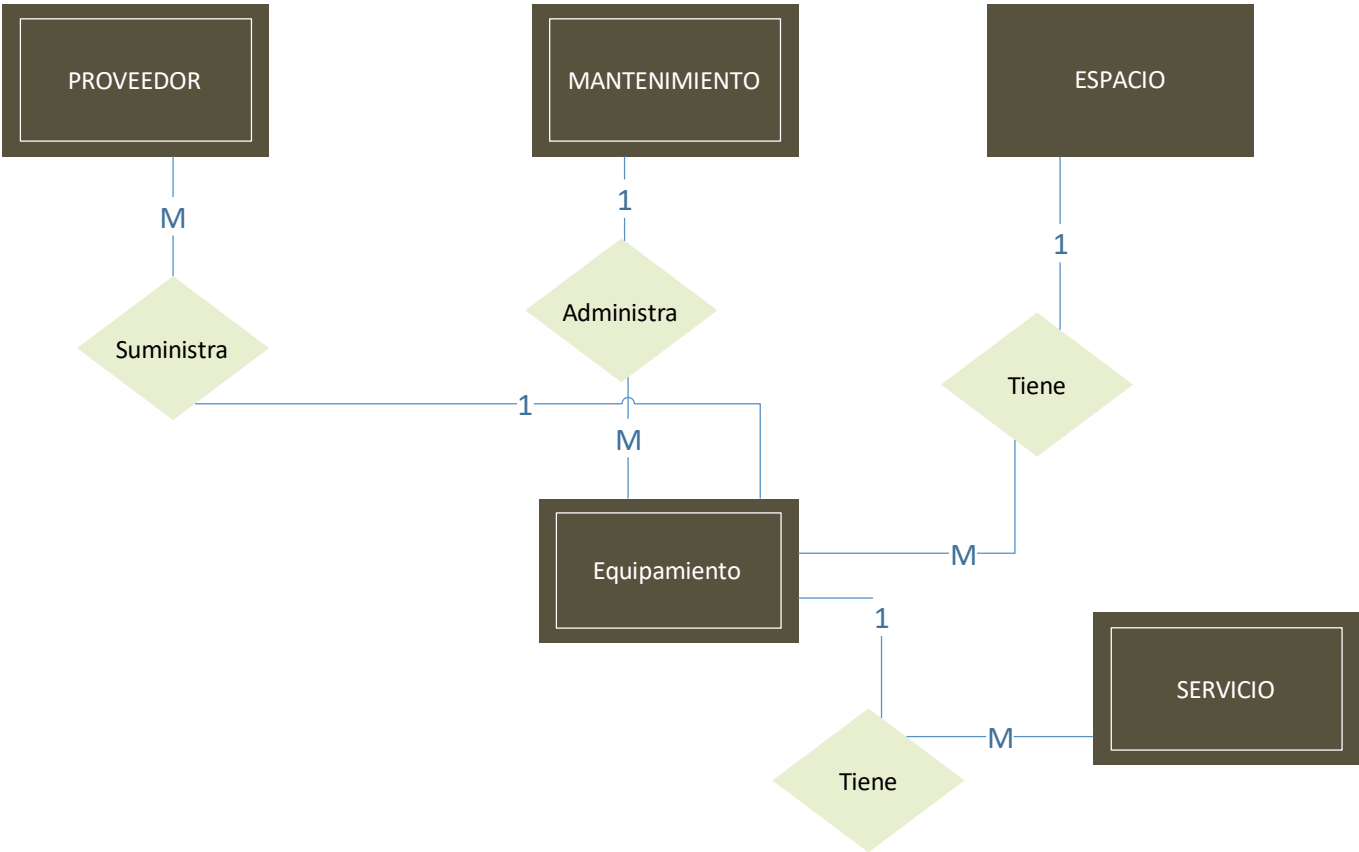 PROVEEDOR
MANTENIMIENTO
ESPACIO
M
1
1
Suministra
Administra
Tiene
1
M
Equipamiento
M
1
SERVICIO
M
Tiene